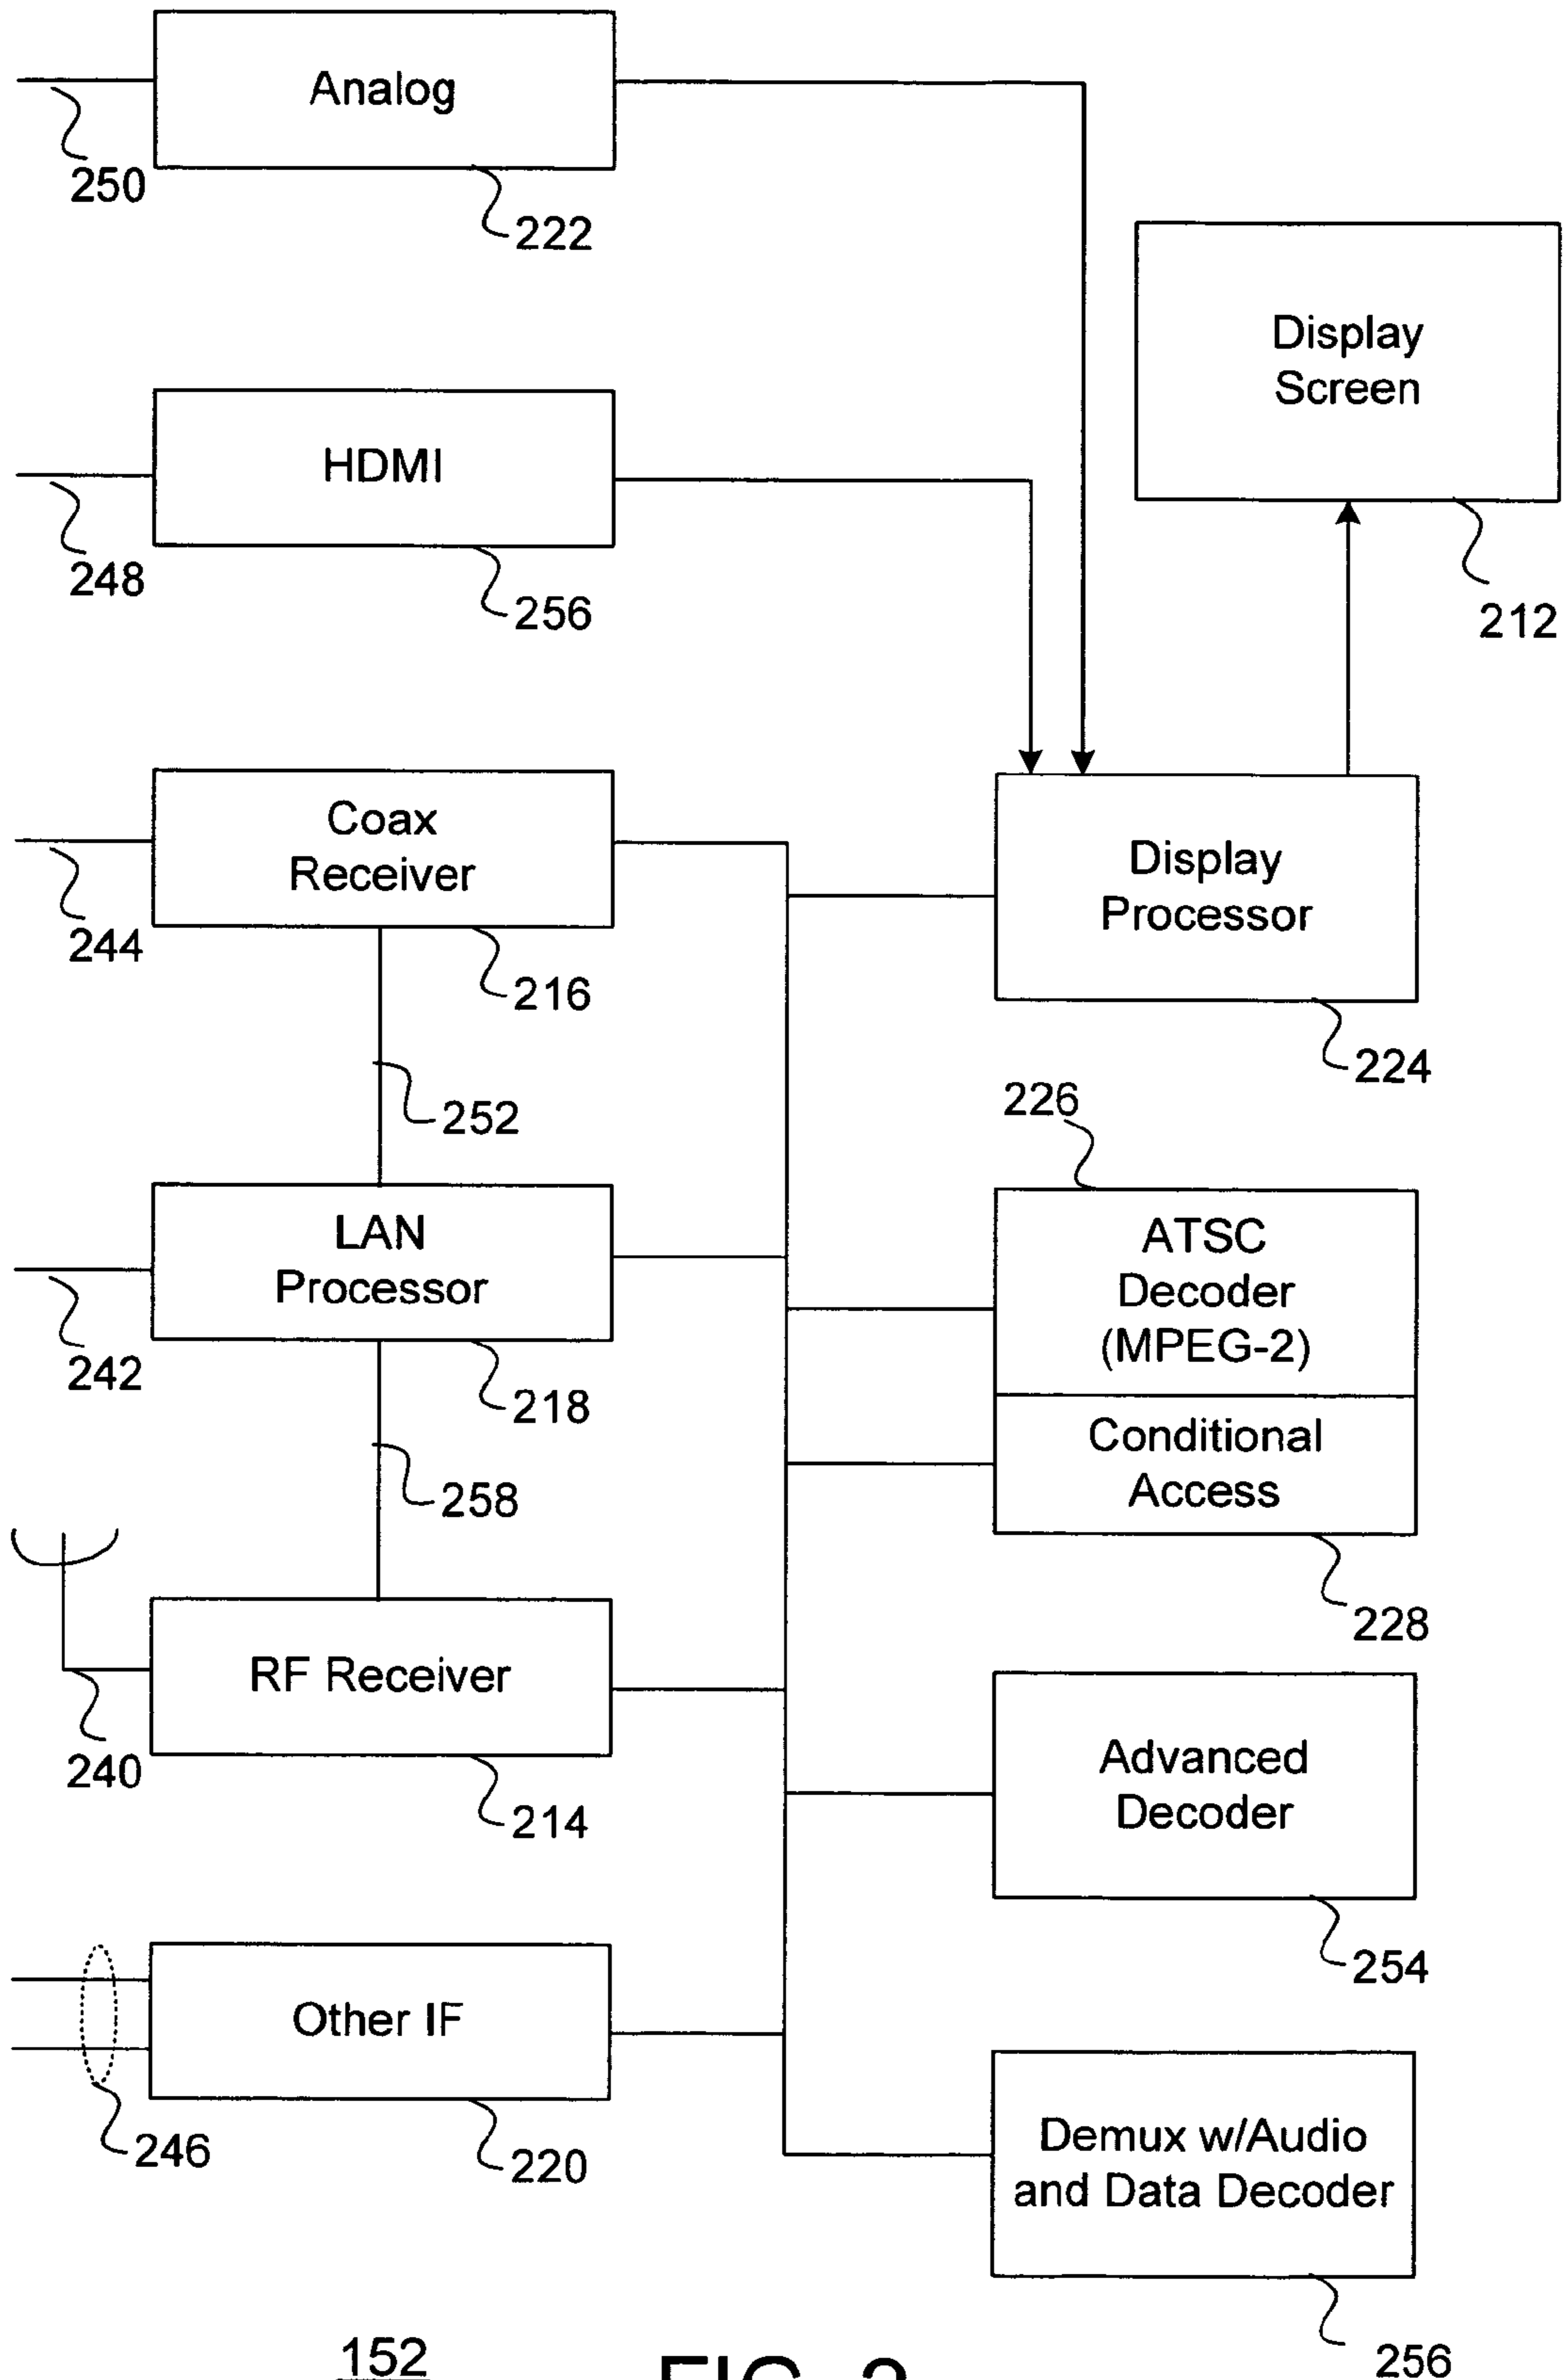 Analog
250
222
Display
Screen
212
HDMI
248
256
Coax
Receiver
244
216
Display
Processor
224
252
226
LAN
Processor
242
218
ATSC
Decoder
(MPEG-2)
Conditional
Access
228
258
RF Receiver
240
214
Advanced
Decoder
254
Other IF
246
220
Demux w/Audio
and Data Decoder
256
152